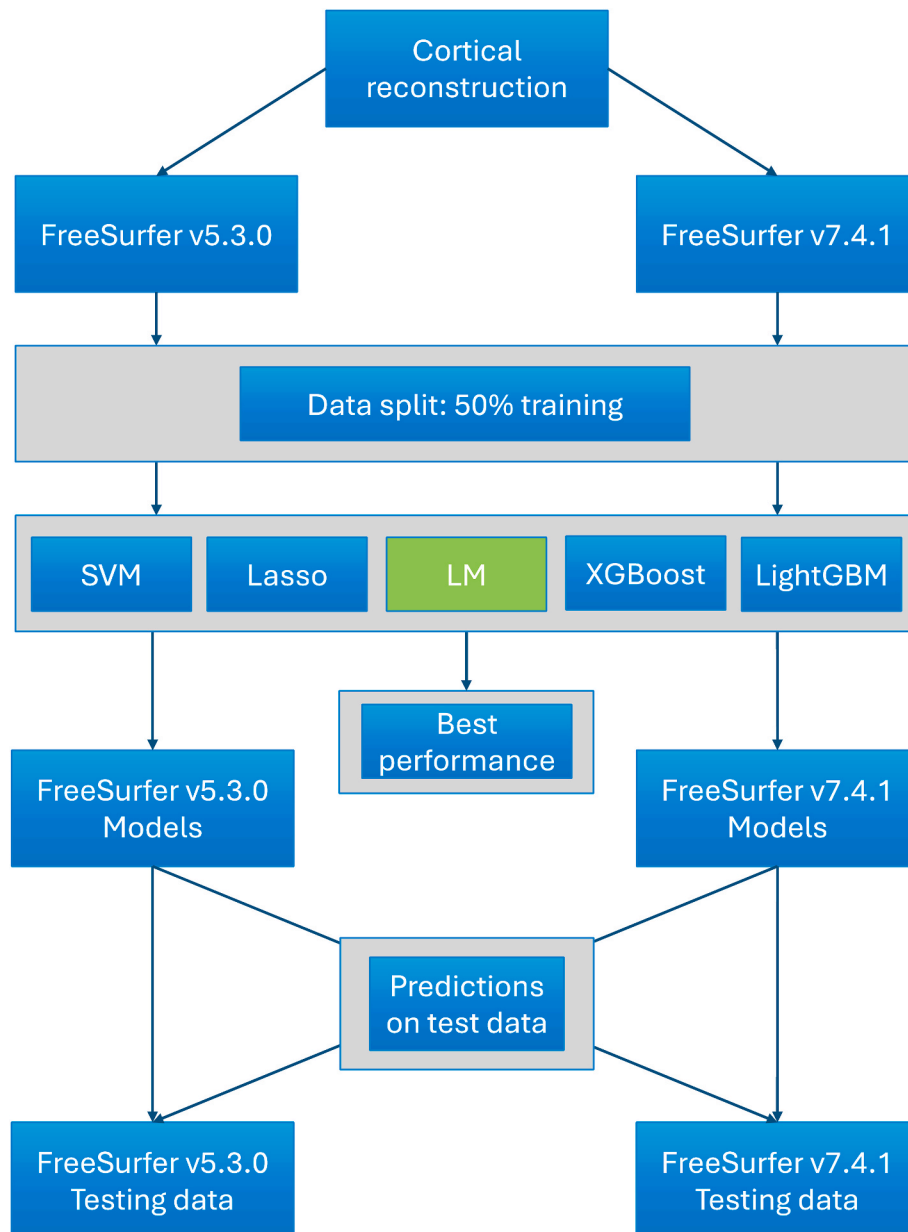 Cortical
reconstruction
FreeSurfer v5.3.0
FreeSurfer v7.4.1
Data split: 50% training
SVM
Lasso
LM
XGBoost
LightGBM
Best
performance
FreeSurfer v5.3.0
Models
FreeSurfer v7.4.1
Models
Predictions
on test data
FreeSurfer v5.3.0
Testing data
FreeSurfer v7.4.1
Testing data